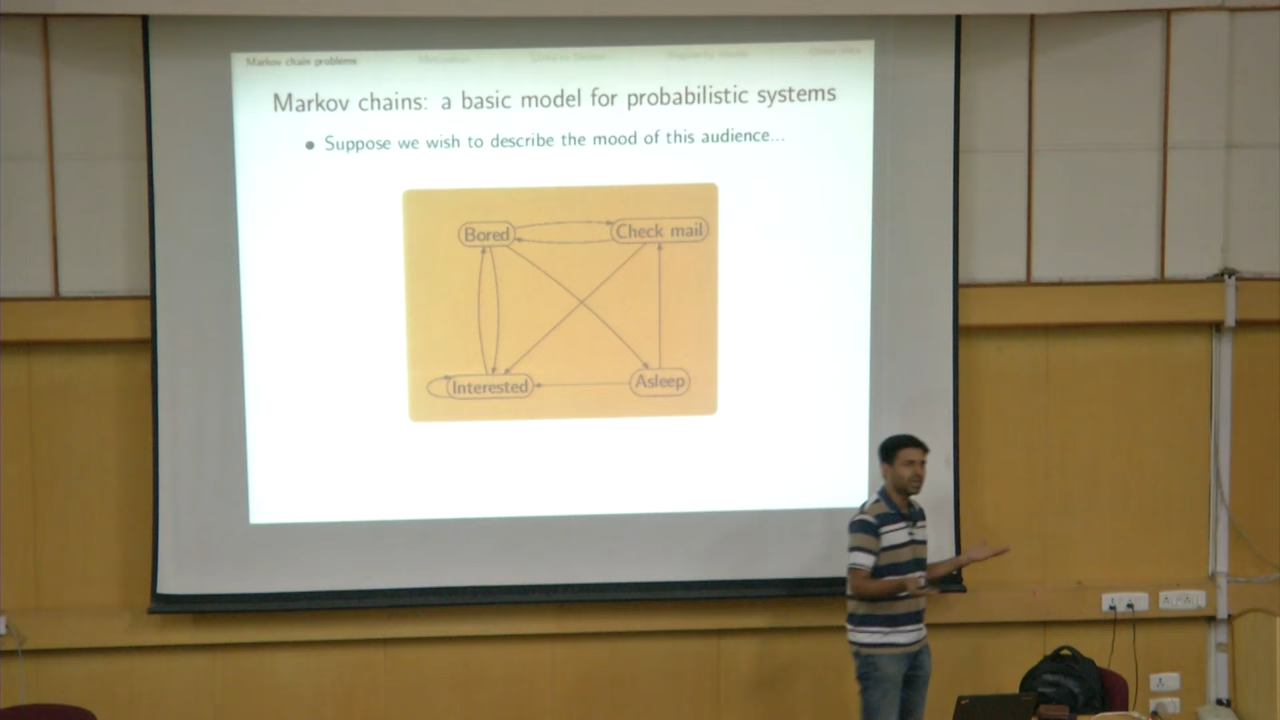 Markov chain problems
Markov chains: a basic model for probabilistic systems
Suppose we wish to describe the mood of this audience...
Bored
Check mail
Interested
Asleep